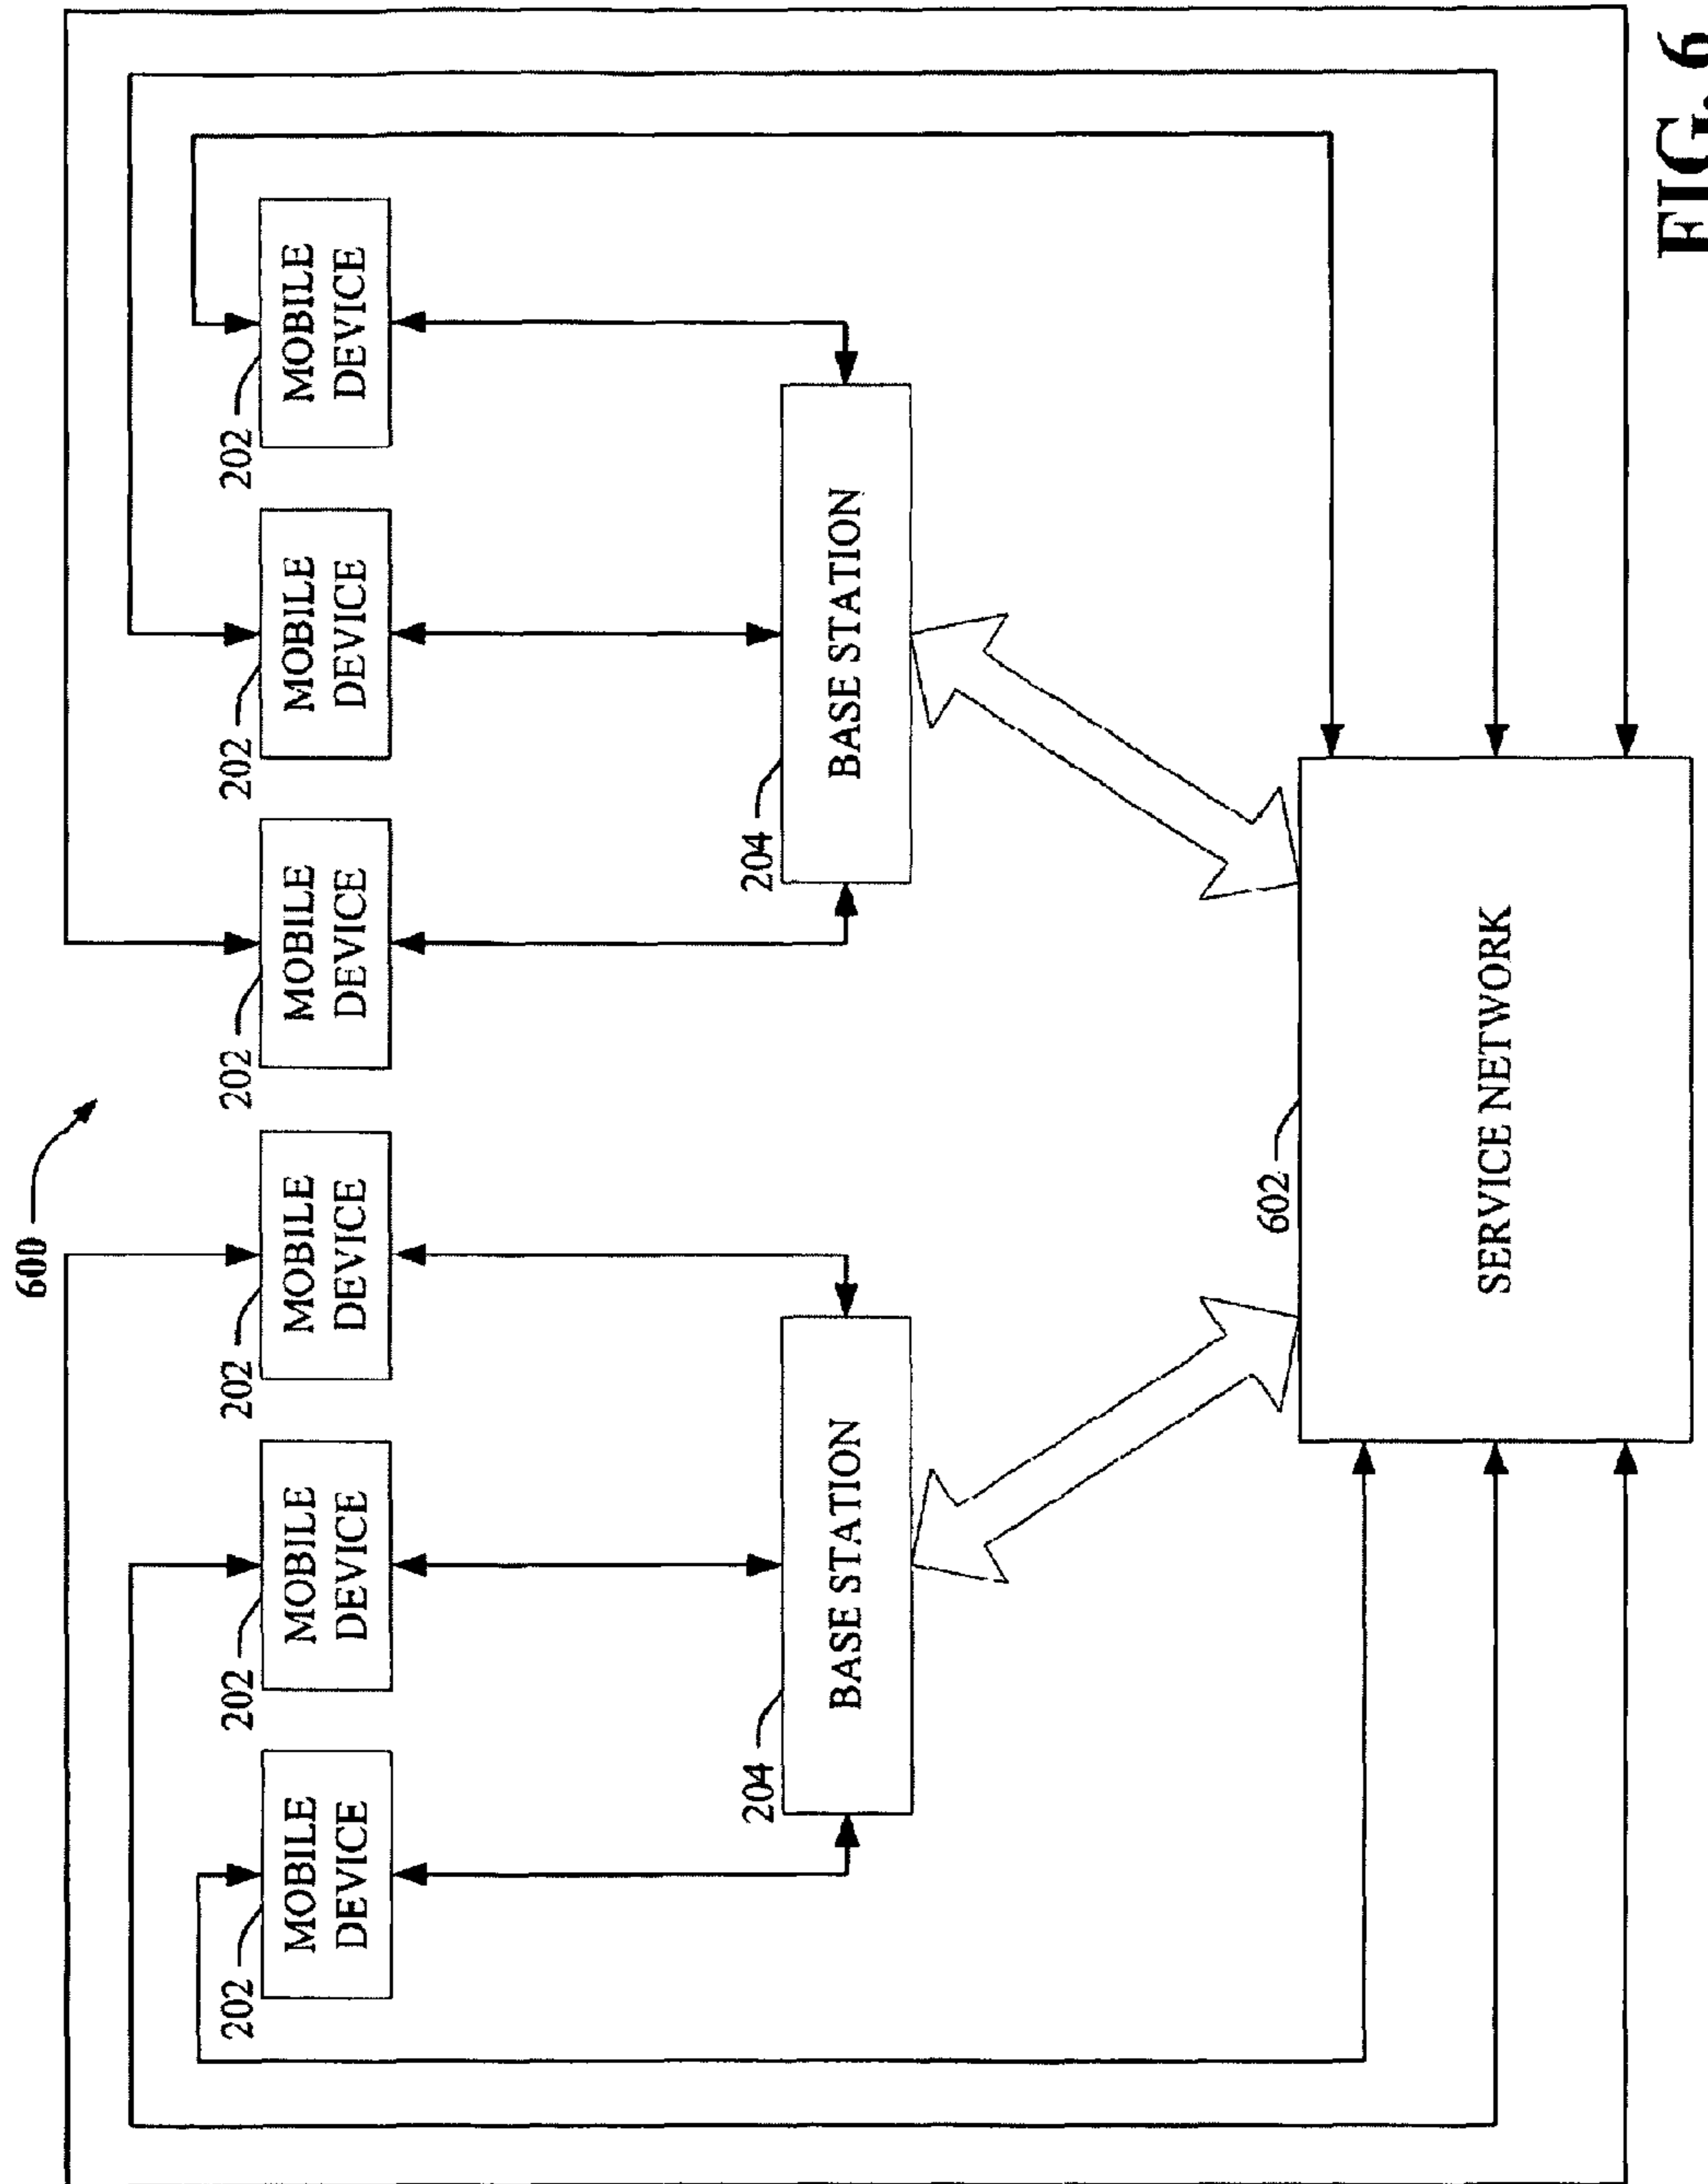 600
202
MOBILE
DEVICE
202
MOBILE
DEVICE
202
MOBILE
DEVICE
202
MOBILE
DEVICE
202
MOBILE
DEVICE
202
MOBILE
DEVICE
204
BASE STATION
204
BASE STATION
602
SERVICE NETWORK
FIG. 6